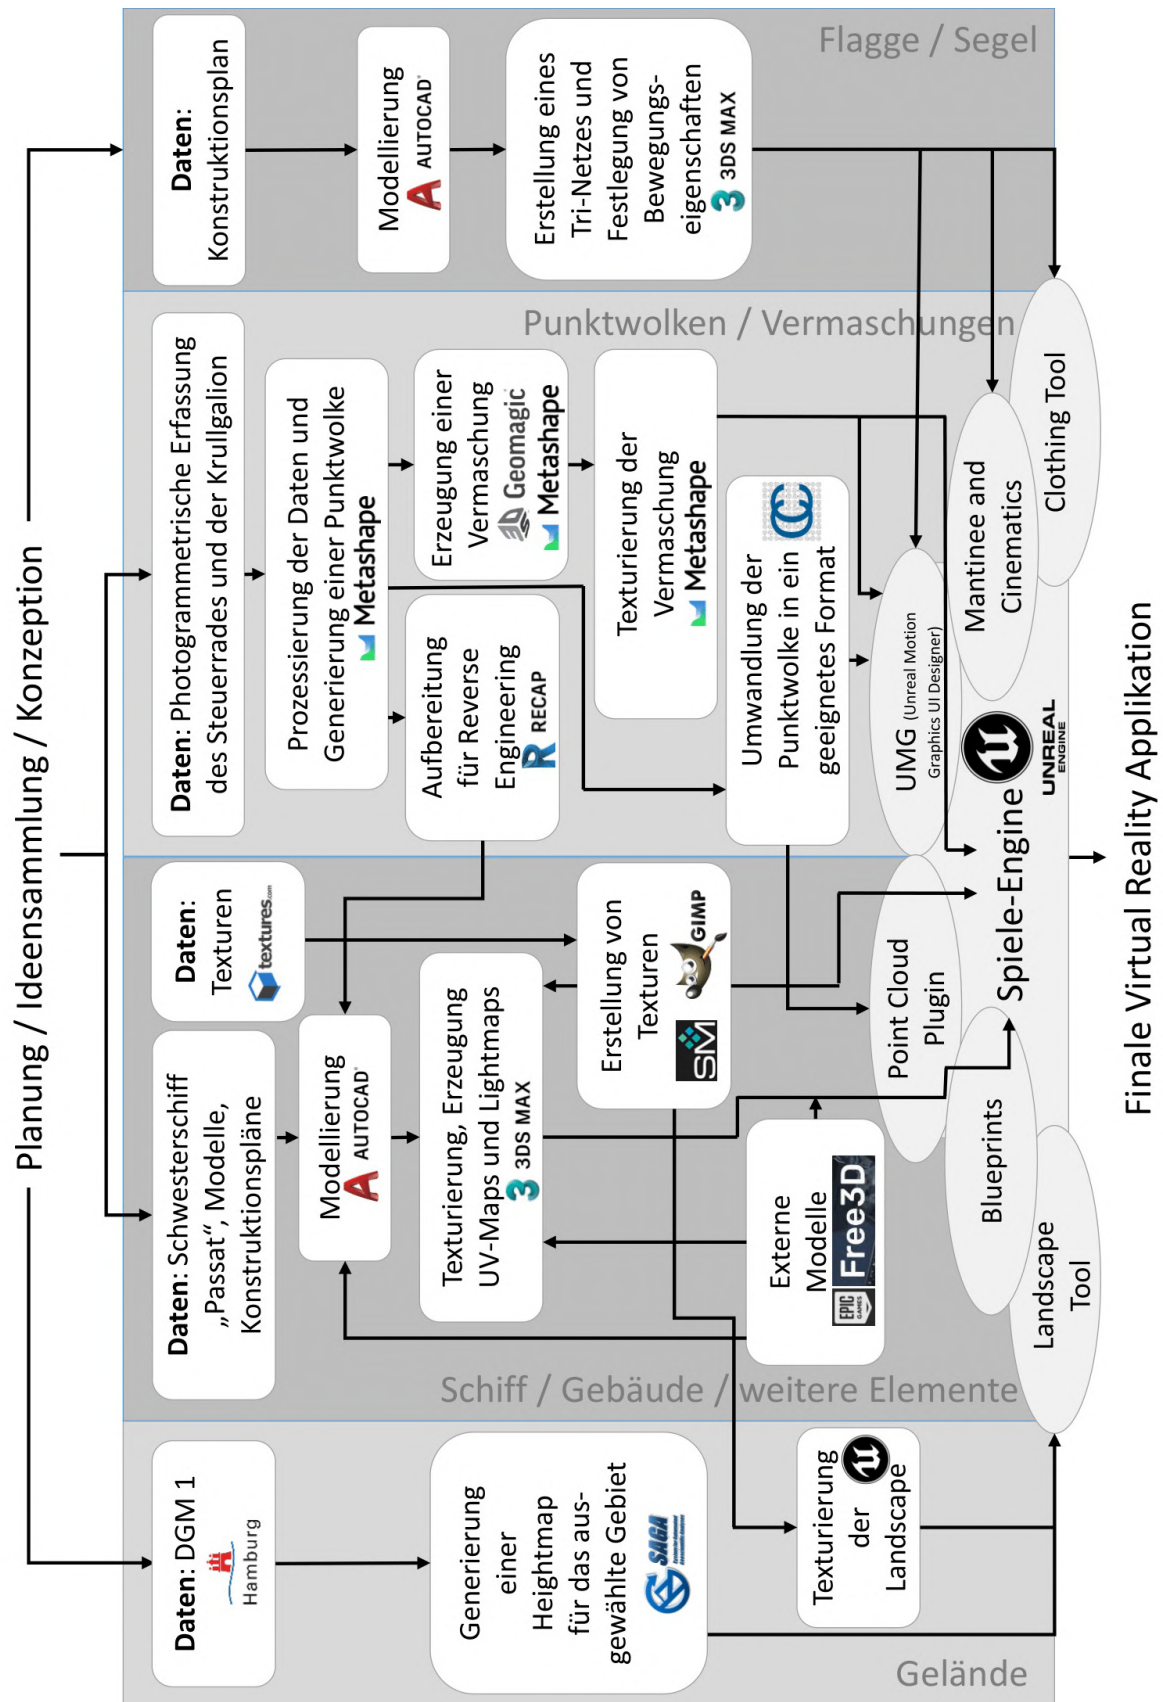 Planung / Ideensammlung / Konzeption
Daten: DGM 1
Hamburg
Generierung
einer
Heightmap
für das aus-
gewählte Gebiet
SAGA
Texturierung
der
Landscape
Gelände
Daten: Schwesterschiff
„Passat“, Modelle,
Konstruktionspläne
Daten:
Texturen
textures.com
Modellierung
A AUTOCAD®
Texturierung, Erzeugung
UV-Maps und Lightmaps
3 3DS MAX
Erstellung von
Texturen
SM
GIMP
Externe
Modelle
EPIC
GAMES
Free3D
Schiff / Gebäude / weitere Elemente
Daten: Photogrammetrische Erfassung
des Steuerrades und der Krullgalion
Prozessierung der Daten und
Generierung einer Punktwolke
Metashape
Aufbereitung
für Reverse
Engineering
R RECAP
Erzeugung einer
Vermaschung
3DS Geomagic
Metashape
Texturierung der
Vermaschung
Metashape
Umwandlung der
Punktwolke in ein
geeignetes Format
CC
Punktwolken / Vermaschungen
Daten:
Konstruktionsplan
Modellierung
A AUTOCAD®
Erstellung eines
Tri-Netzes und
Festlegung von
Bewegungs-
eigenschaften
3 3DS MAX
Flagge / Segel
Landscape
Tool
Blueprints
Point Cloud
Plugin
Spiele-Engine
UNREAL
ENGINE
UMG (Unreal Motion
Graphics UI Designer)
Mantinee and
Cinematics
Clothing Tool
Finale Virtual Reality Applikation